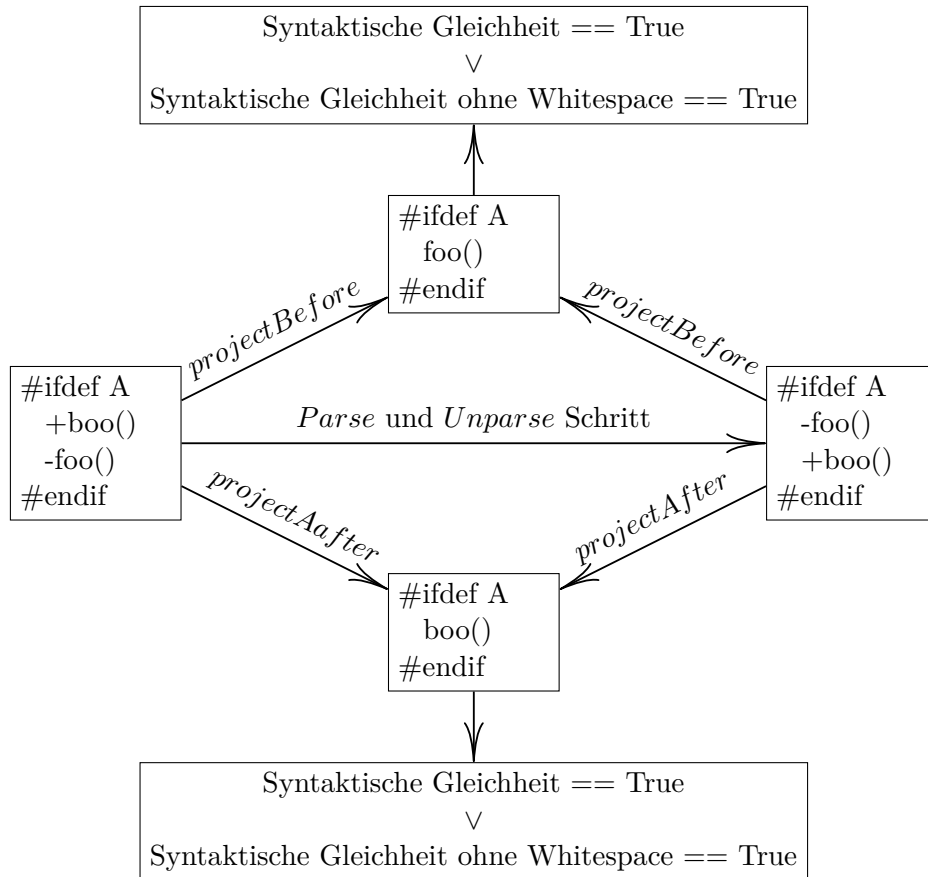 Syntaktische Gleichheit == True
∨
Syntaktische Gleichheit ohne Whitespace == True
#ifdef A
foo()
#endif
projectBefore
projectBefore
#ifdef A
+boo()
-foo()
#endif
Parse und Unparse Schritt
#ifdef A
-foo()
+boo()
#endif
projectAafter
projectAfter
#ifdef A
boo()
#endif
Syntaktische Gleichheit == True
∨
Syntaktische Gleichheit ohne Whitespace == True